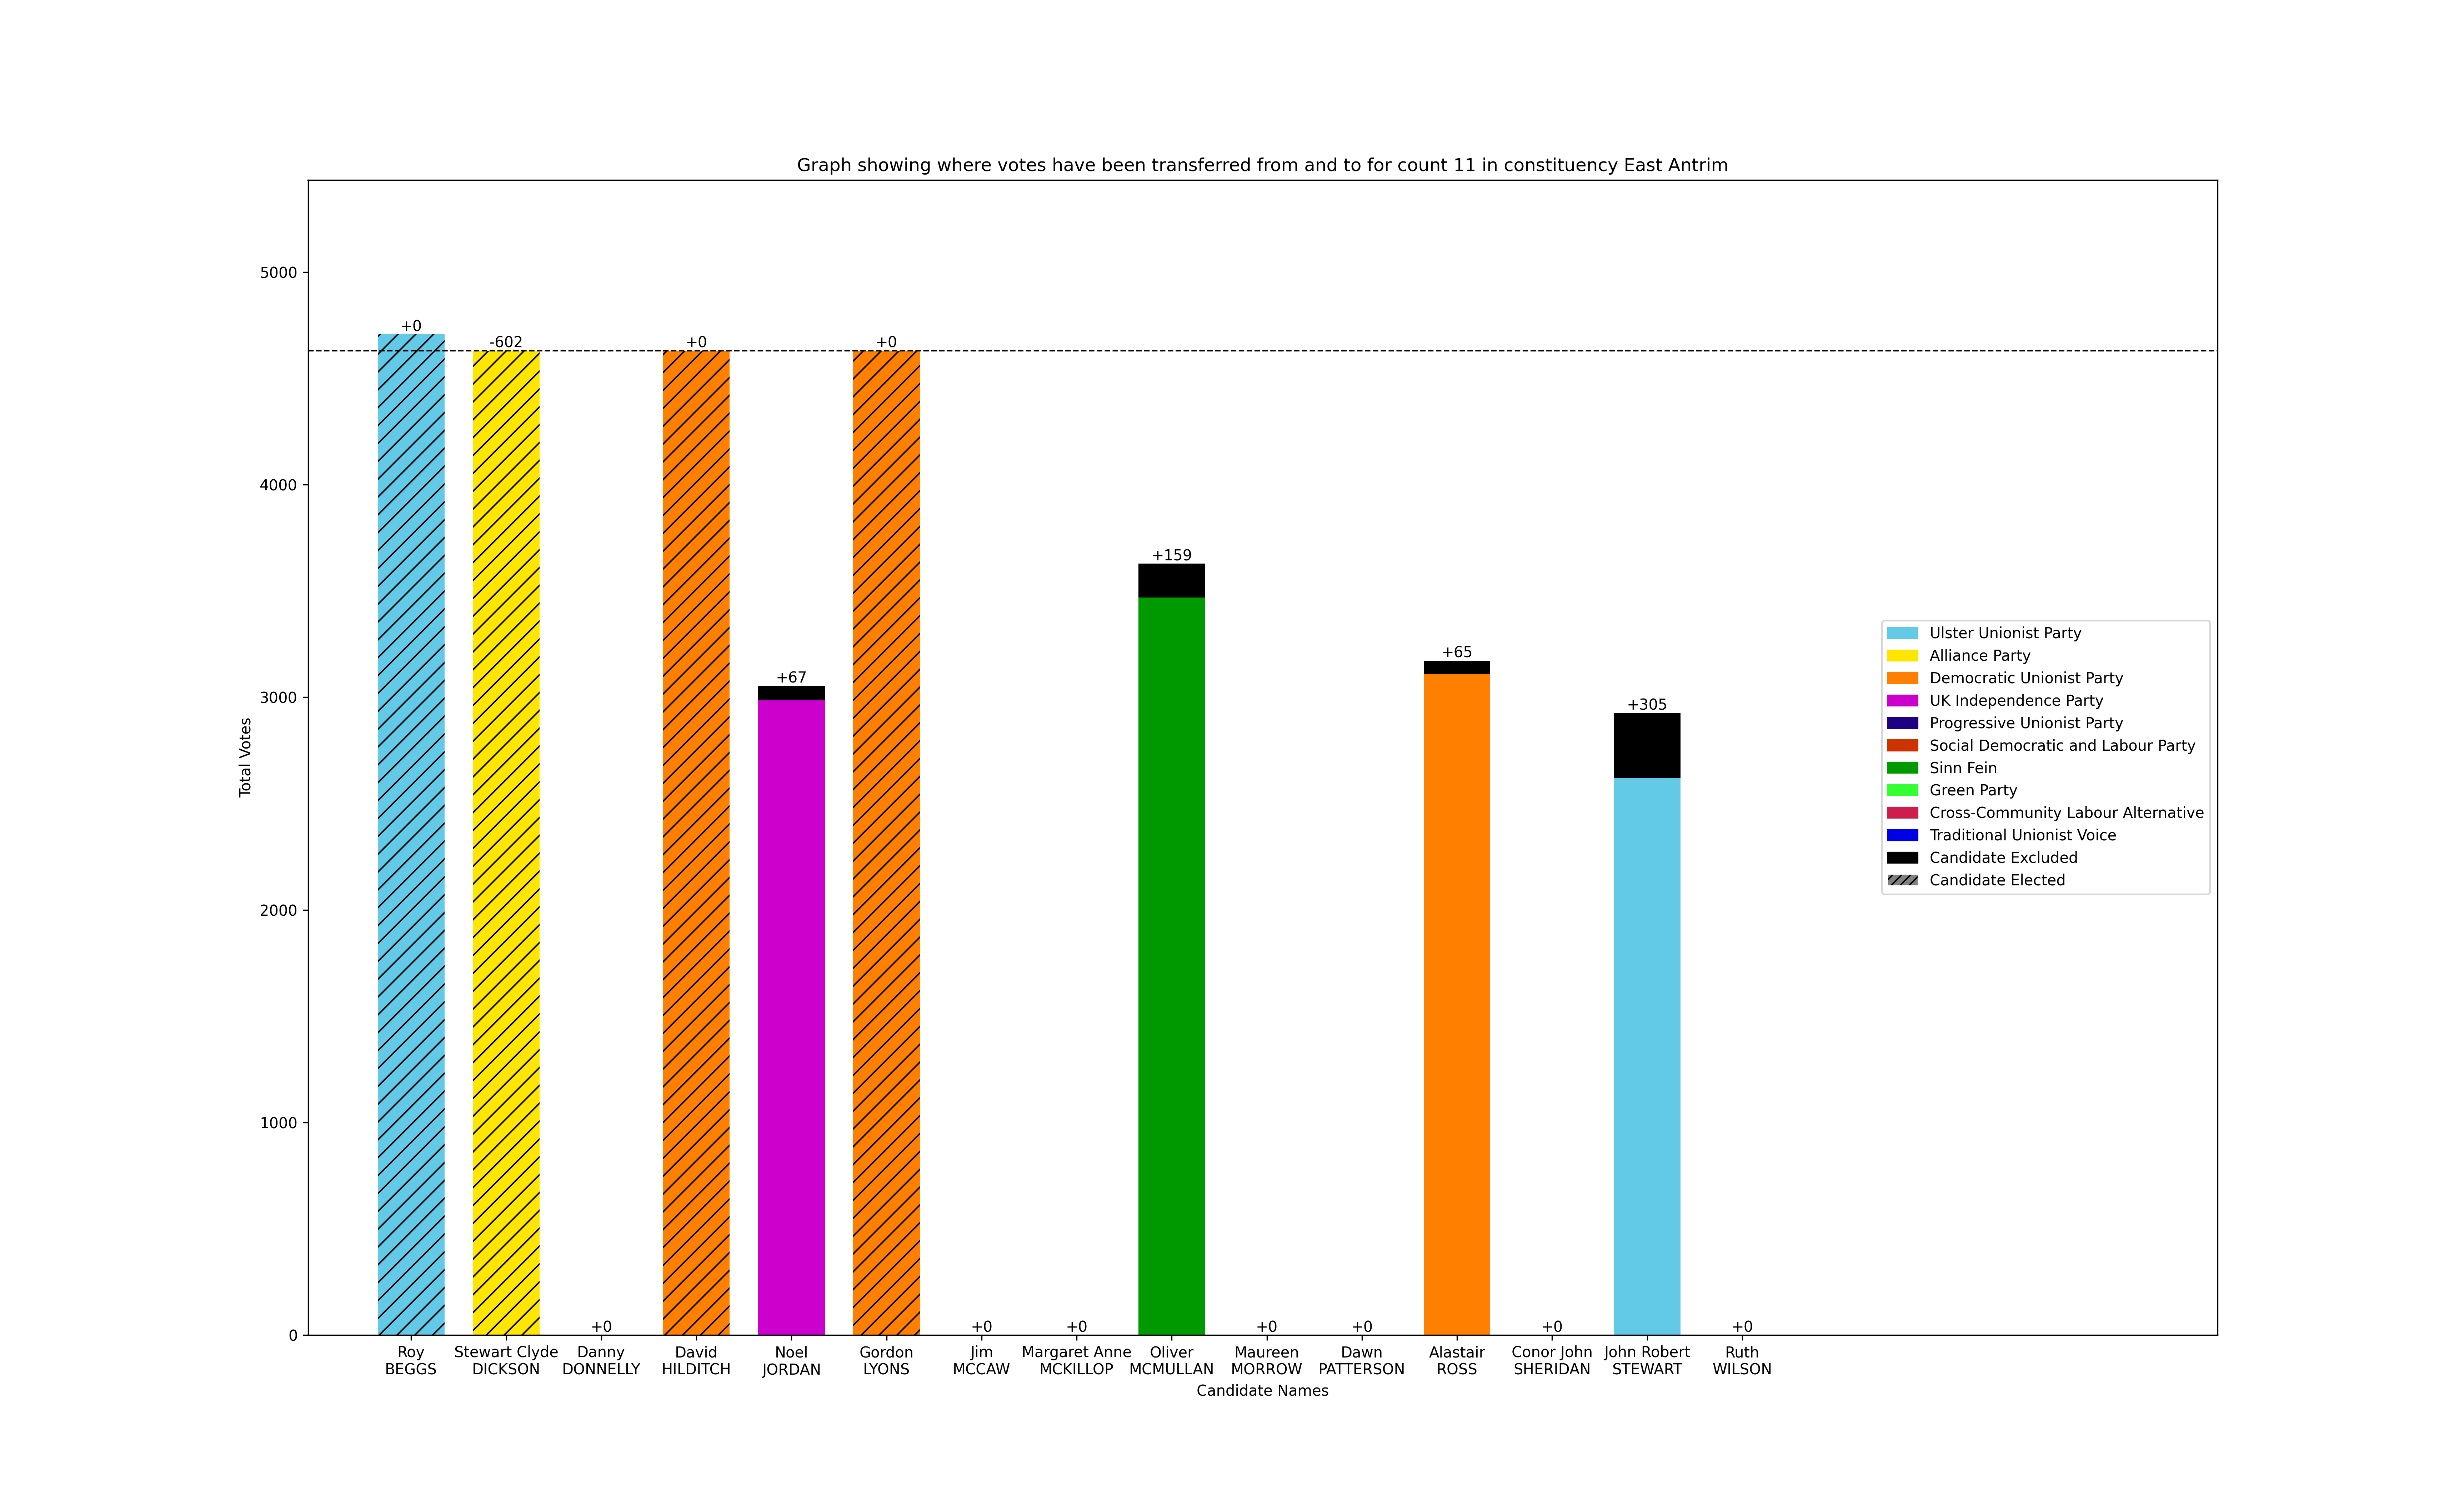 Graph showing where votes have been transferred from and to for count 11 in constituency East Antrim
Total Votes
5000
4000
3000
2000
1000
0
+0
-602
+0
+0
+0
+67
+0
+0
+0
+159
+0
+0
+65
+0
+305
+0
Ulster Unionist Party
Alliance Party
Democratic Unionist Party
UK Independence Party
Progressive Unionist Party
Social Democratic and Labour Party
Sinn Fein
Green Party
Cross-Community Labour Alternative
Traditional Unionist Voice
Candidate Excluded
Candidate Elected
Roy
BEGGS
Stewart Clyde
DICKSON
Danny
DONNELLY
David
HILDITCH
Noel
JORDAN
Gordon
LYONS
Jim
MCCAW
Margaret Anne
MCKILLOP
Oliver
MCMULLAN
Maureen
MORROW
Dawn
PATTERSON
Alastair
ROSS
Conor John
SHERIDAN
John Robert
STEWART
Ruth
WILSON
Candidate Names